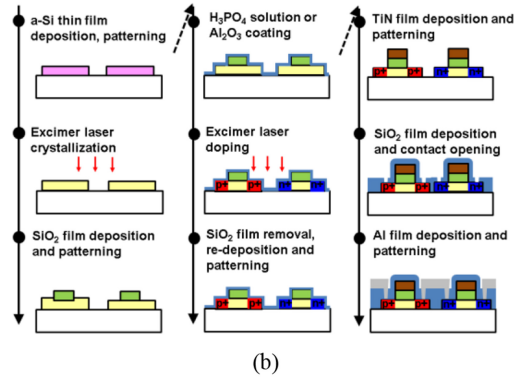 a-Si thin film
deposition, patterning
Excimer laser
crystallization
SiO₂ film deposition
and patterning
H₃PO₄ solution or
Al₂O₃ coating
Excimer laser
doping
p+ p+ n+ n+
SiO₂ film removal,
re-deposition and
patterning
p+ p+ n+ n+
TiN film deposition and
patterning
p+ p+ n+ n+
SiO₂ film deposition
and contact opening
p+ p+ n+ n+
Al film deposition and
patterning
p+ p+ n+ n+
(b)